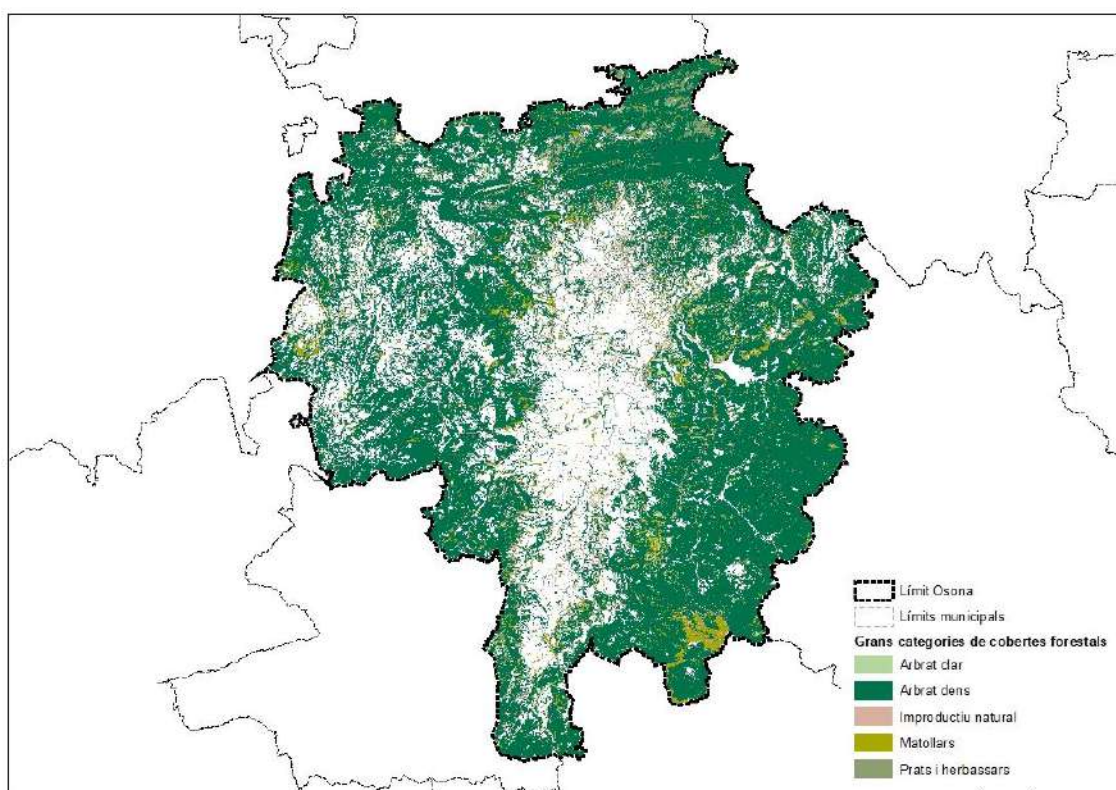 Límit Osona
Límits municipals
Grans categories de cobertes forestals
Arbrat clar
Arbrat dens
Improductiu natural
Matollars
Prats i herbassars